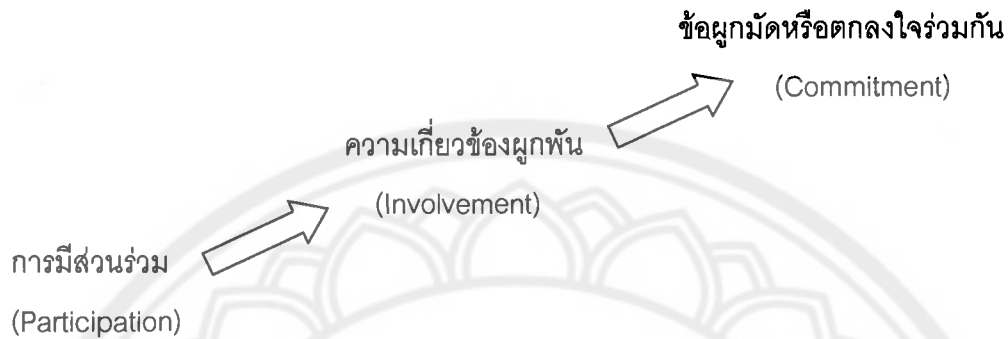 ข้อผูกมัดหรือตกลงใจร่วมกัน
(Commitment)
ความเกี่ยวข้องผูกพัน
(Involvement)
การมีส่วนร่วม
(Participation)